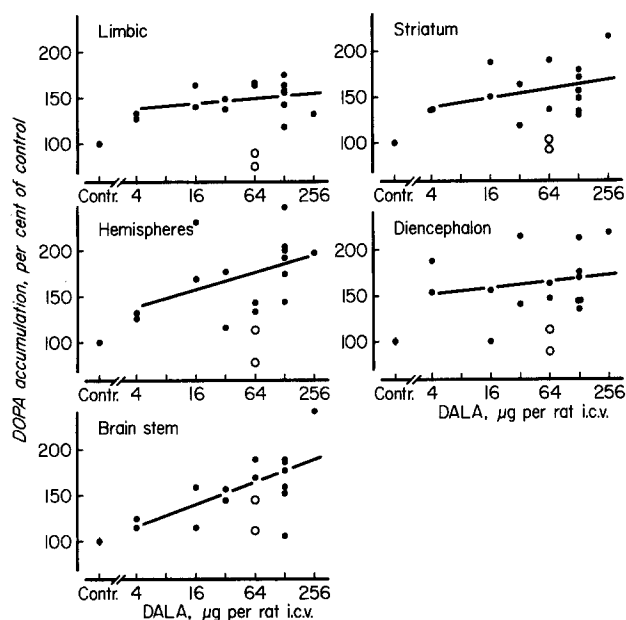 DOPA accumulation, per cent of control
Limbic
200
150
100
Contr. 4 16 64 256
Striatum
200
150
100
Contr. 4 16 64 256
Hemispheres
200
150
100
Contr. 4 16 64 256
Diencephalon
200
150
100
Contr. 4 16 64 256
DALA, µg per rat i.c.v.
Brain stem
200
150
100
Contr. 4 16 64 256
DALA, µg per rat i.c.v.